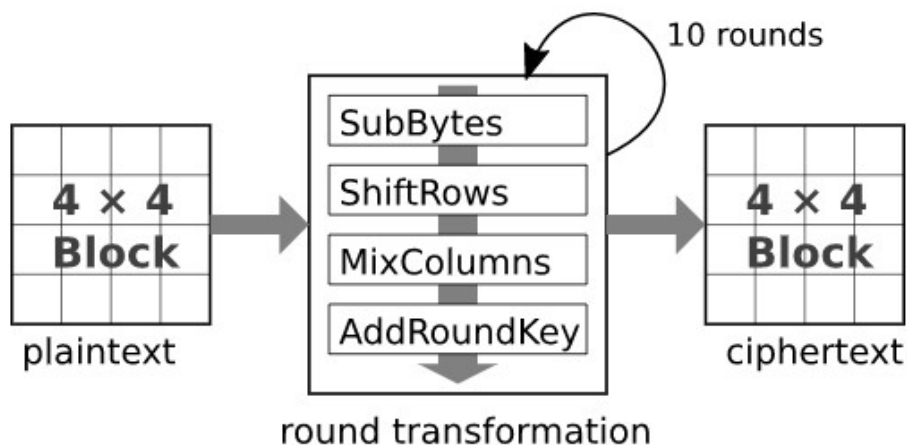 10 rounds
SubBytes
ShiftRows
MixColumns
AddRoundKey
4 × 4
Block
plaintext
4 × 4
Block
ciphertext
round transformation